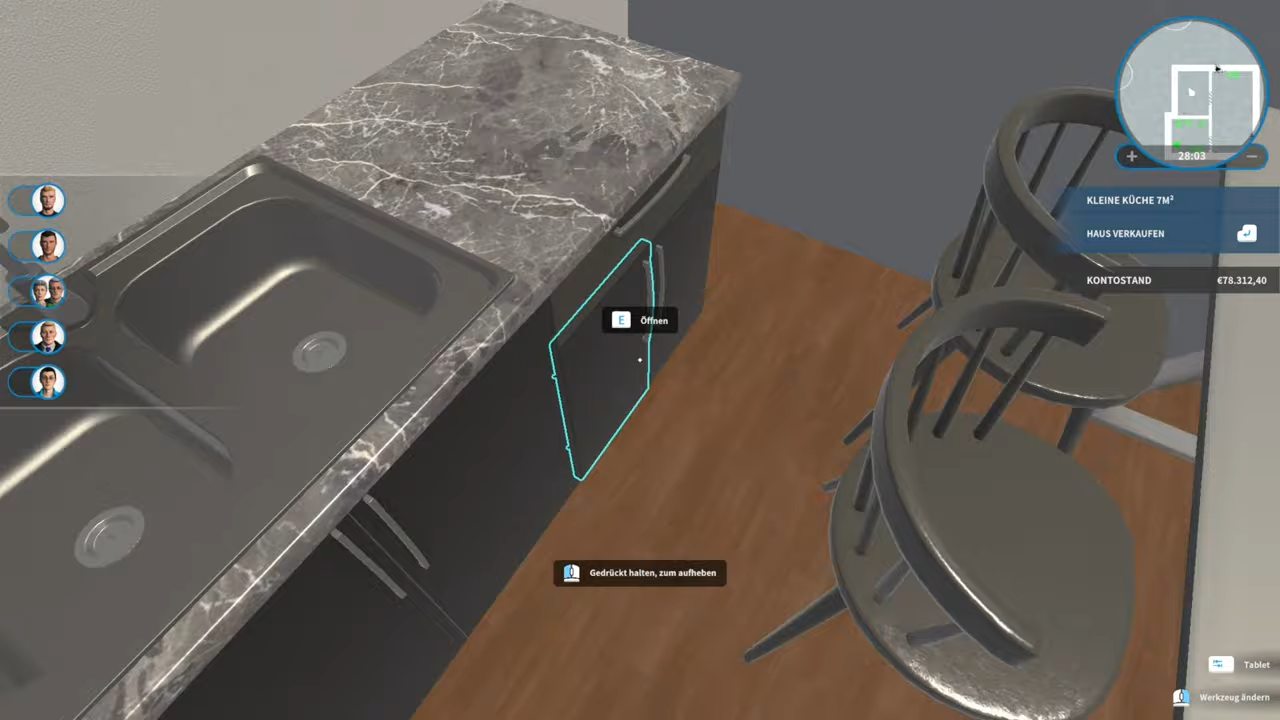 28:03
KLEINE KÜCHE 7M²
HAUS VERKAUFEN
KONTOSTAND €78.312,40
E Öffnen
Gedrückt halten, zum aufheben
Tablet
Werkzeug ändern